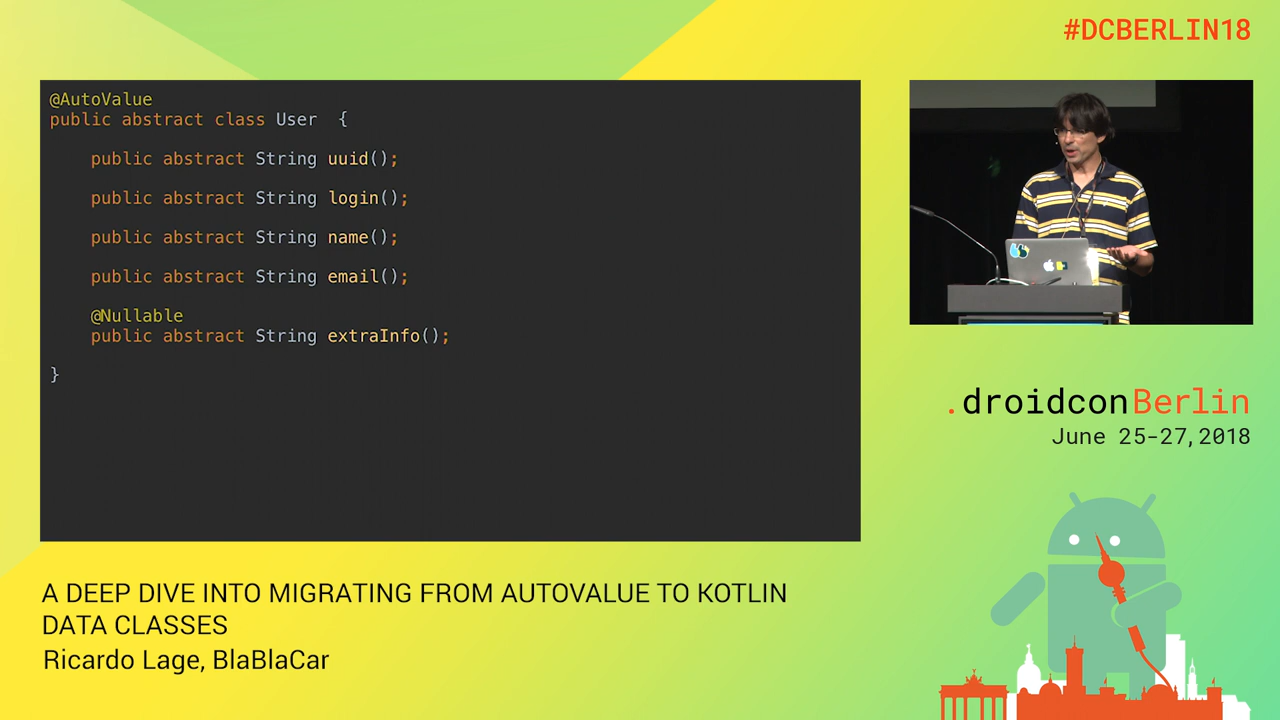 #DCBERLIN18
@AutoValue
public abstract class User  {
    public abstract String uuid();
    public abstract String login();
    public abstract String name();
    public abstract String email();
    @Nullable
    public abstract String extraInfo();
}
.droidconBerlin
June 25-27,2018
A DEEP DIVE INTO MIGRATING FROM AUTOVALUE TO KOTLIN
DATA CLASSES
Ricardo Lage, BlaBlaCar